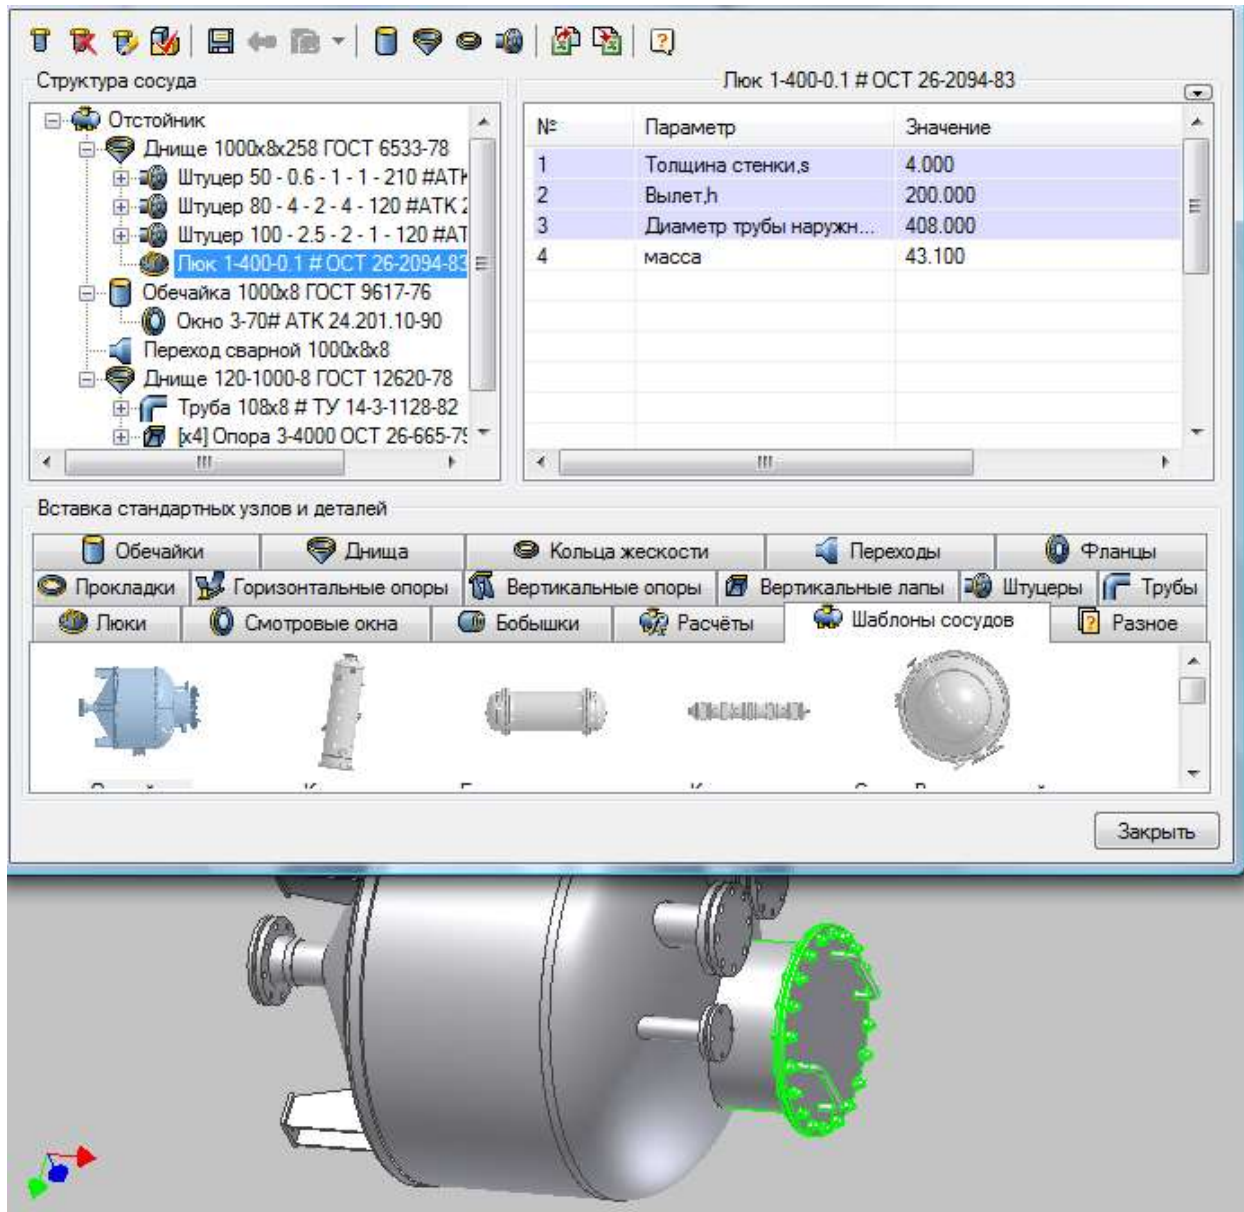 Структура сосуда
Люк 1-400-0.1 # ОСТ 26-2094-83
Отстойник
Днище 1000x8x258 ГОСТ 6533-78
Штуцер 50 - 0.6 - 1 - 1 - 210 #АТК
Штуцер 80 - 4 - 2 - 4 - 120 #АТК 2
Штуцер 100 - 2.5 - 2 - 1 - 120 #АТ
Люк 1-400-0.1 # ОСТ 26-2094-83
Обечайка 1000x8 ГОСТ 9617-76
Окно 3-70# АТК 24.201.10-90
Переход сварной 1000x8x8
Днище 120-1000-8 ГОСТ 12620-78
Труба 108x8 # ТУ 14-3-1128-82
[x4] Опора 3-4000 ОСТ 26-665-79
№ Параметр Значение
1 Толщина стенки,s 4.000
2 Вылет,h 200.000
3 Диаметр трубы наружн... 408.000
4 масса 43.100
Вставка стандартных узлов и деталей
Обечайки Днища Кольца жескости Переходы Фланцы
Прокладки Горизонтальные опоры Вертикальные опоры Вертикальные лапы Штуцеры Трубы
Люки Смотровые окна Бобышки Расчёты Шаблоны сосудов Разное
Закрыть